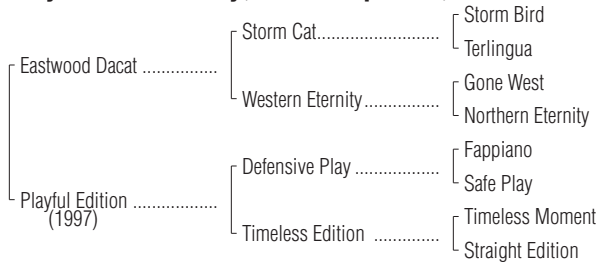 Storm Bird
Storm Cat
Terlingua
Eastwood Dacat
Gone West
Western Eternity
Northern Eternity
Fappiano
Defensive Play
Safe Play
Playful Edition
(1997)
Timeless Moment
Timeless Edition
Straight Edition